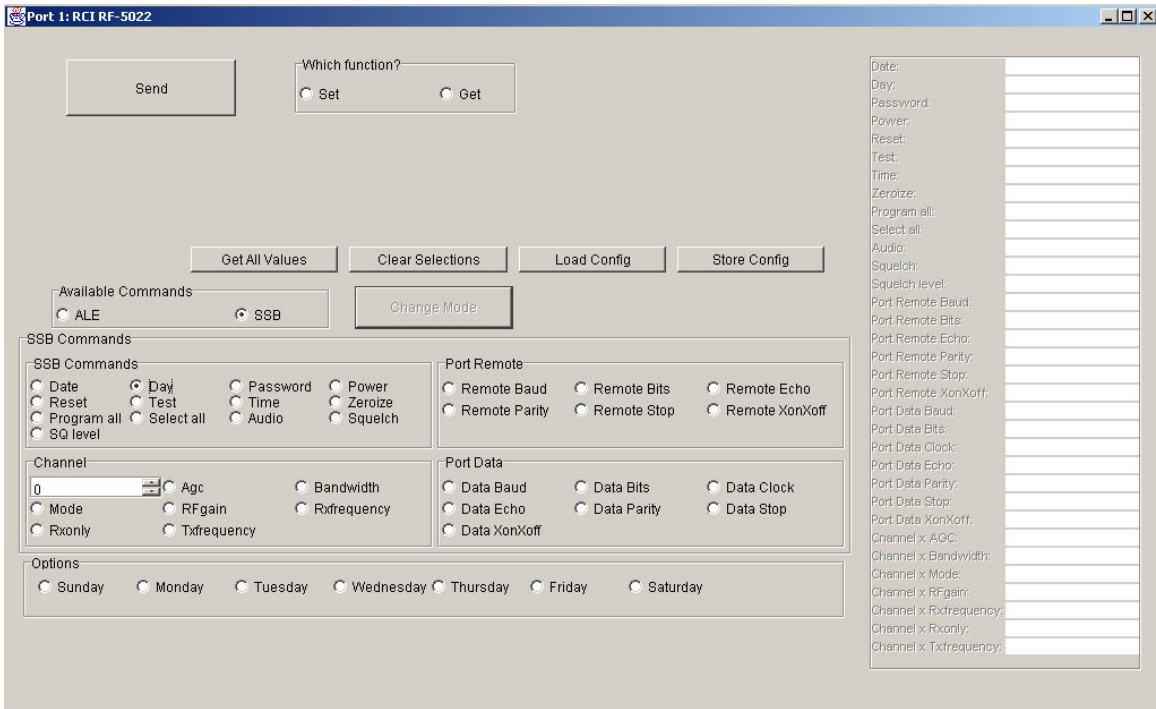 Port 1: RCI RF-5022
Send
Which function?
Set Get
Get All Values Clear Selections Load Config Store Config
Available Commands
ALE SSB
Change Mode
SSB Commands
SSB Commands
Date Day Password Power
Reset Test Time Zeroize
Program all Select all Audio Squelch
SQ level
Port Remote
Remote Baud Remote Bits Remote Echo
Remote Parity Remote Stop Remote XonXoff
Channel
0 Agc Bandwidth
Mode RFgain Rxfrequency
Rxonly Txfrequency
Port Data
Data Baud Data Bits Data Clock
Data Echo Data Parity Data Stop
Data XonXoff
Options
Sunday Monday Tuesday Wednesday Thursday Friday Saturday
Date:
Day:
Password:
Power:
Reset:
Test:
Time:
Zeroize:
Program all:
Select all:
Audio:
Squelch:
Squelch level:
Port Remote Baud:
Port Remote Bits:
Port Remote Echo:
Port Remote Parity:
Port Remote Stop:
Port Remote XonXoff:
Port Data Baud:
Port Data Bits:
Port Data Clock:
Port Data Echo:
Port Data Parity:
Port Data Stop:
Port Data XonXoff:
Cnannel x AGC:
Channel x Bandwidth:
Channel x Mode:
Channel x RFgain:
Channel x Rxfrequency:
Channel x Rxonly:
Channel x Txfrequency: